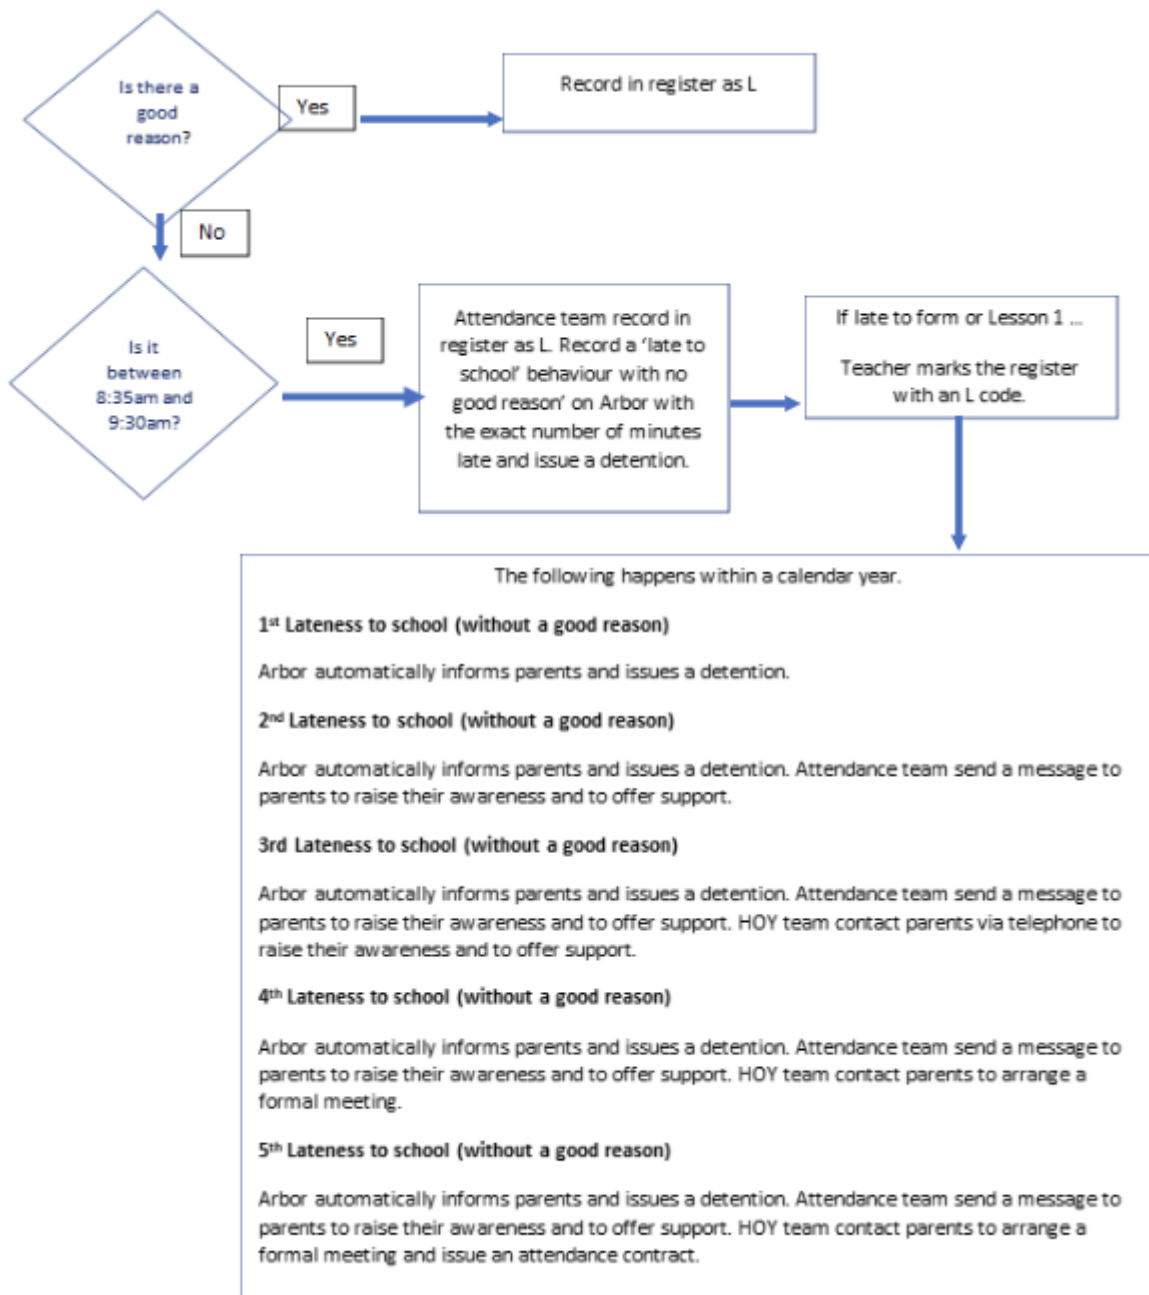 Is there a
good
reason?
Yes
Record in register as L
No
Is it
between
8:35am and
9:30am?
Yes
Attendance team record in
register as L. Record a ‘late to
school’ behaviour with no
good reason’ on Arbor with
the exact number of minutes
late and issue a detention.
If late to form or Lesson 1 ...
Teacher marks the register
with an L code.
The following happens within a calendar year.
1st Lateness to school (without a good reason)
Arbor automatically informs parents and issues a detention.
2nd Lateness to school (without a good reason)
Arbor automatically informs parents and issues a detention. Attendance team send a message to
parents to raise their awareness and to offer support.
3rd Lateness to school (without a good reason)
Arbor automatically informs parents and issues a detention. Attendance team send a message to
parents to raise their awareness and to offer support. HOY team contact parents via telephone to
raise their awareness and to offer support.
4th Lateness to school (without a good reason)
Arbor automatically informs parents and issues a detention. Attendance team send a message to
parents to raise their awareness and to offer support. HOY team contact parents to arrange a
formal meeting.
5th Lateness to school (without a good reason)
Arbor automatically informs parents and issues a detention. Attendance team send a message to
parents to raise their awareness and to offer support. HOY team contact parents to arrange a
formal meeting and issue an attendance contract.